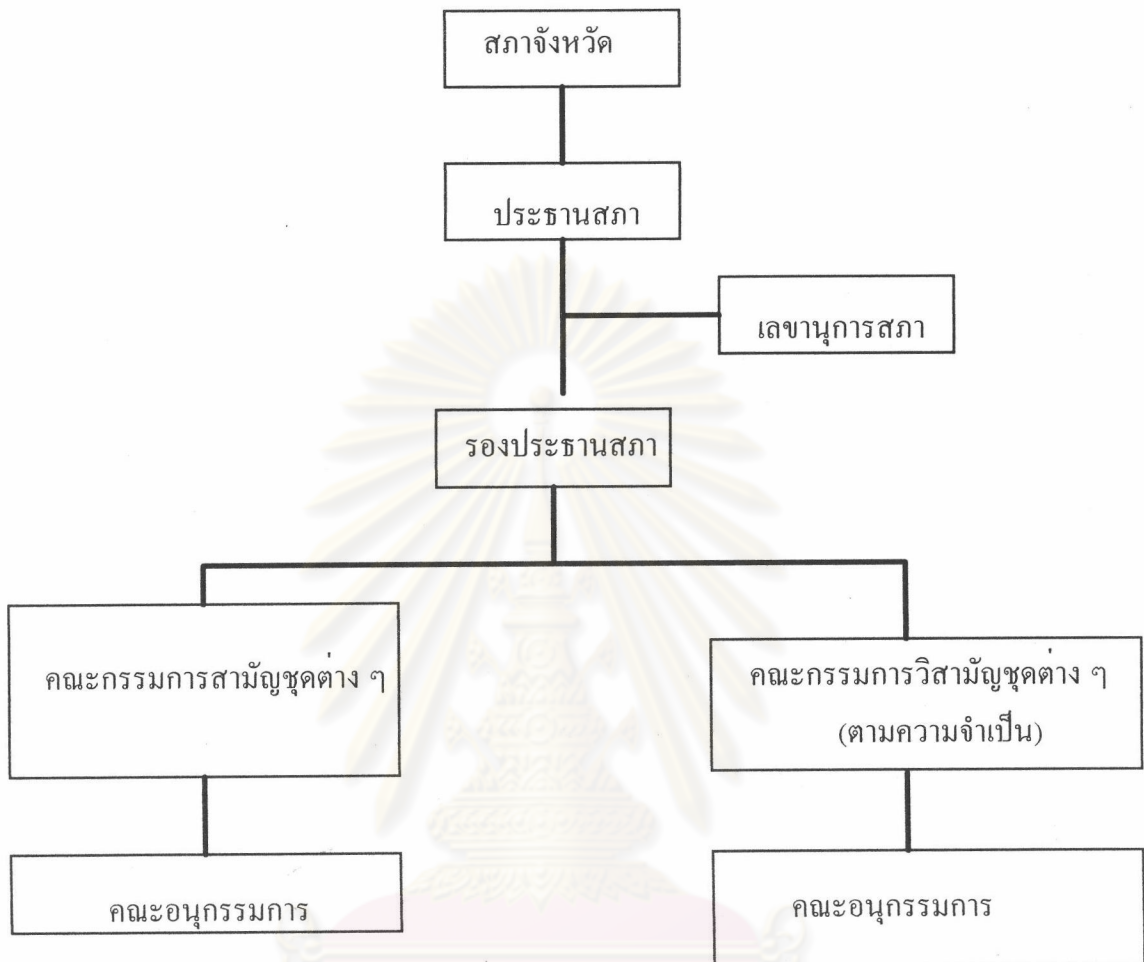 สภาจังหวัด
ประธานสภา
เลขานุการสภา
รองประธานสภา
คณะกรรมการสามัญชุดต่าง ๆ
คณะกรรมการวิสามัญชุดต่าง ๆ
(ตามความจำเป็น)
คณะอนุกรรมการ
คณะอนุกรรมการ